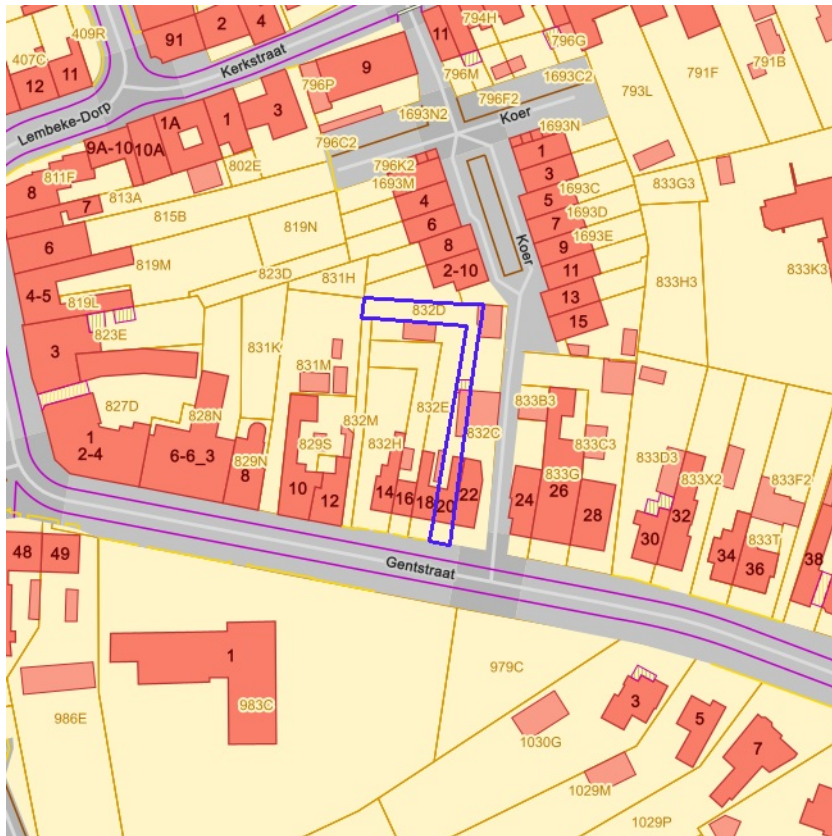 409R
91
2
4
407C
12
11
Kerkstraat
794H
11
796G
9
796M
796P
1693C2
791B
793L
791F
796F2
1693N2
Koer
Lembeke-Dorp
1A
1
3
9A-10
10A
796C2
1693N
802E
811F
796K2
1693M
1
3
8
7
813A
1693C
833G3
815B
4
5
1693D
819N
6
7
6
1693E
Koer
8
9
819M
823D
831H
2-10
11
833K3
833H3
4-5
819L
13
832D
15
823E
3
831K
831M
827D
832E
833B3
828N
832M
832C
1
2-4
829S
832H
833C3
6-6_3
829N
833D3
8
833G
833X2
833F2
10
12
14
16
18
20
22
24
26
28
30
32
34
36
833T
38
48
49
Gentstraat
1
979C
983C
986E
3
5
7
1030G
1029M
1029P